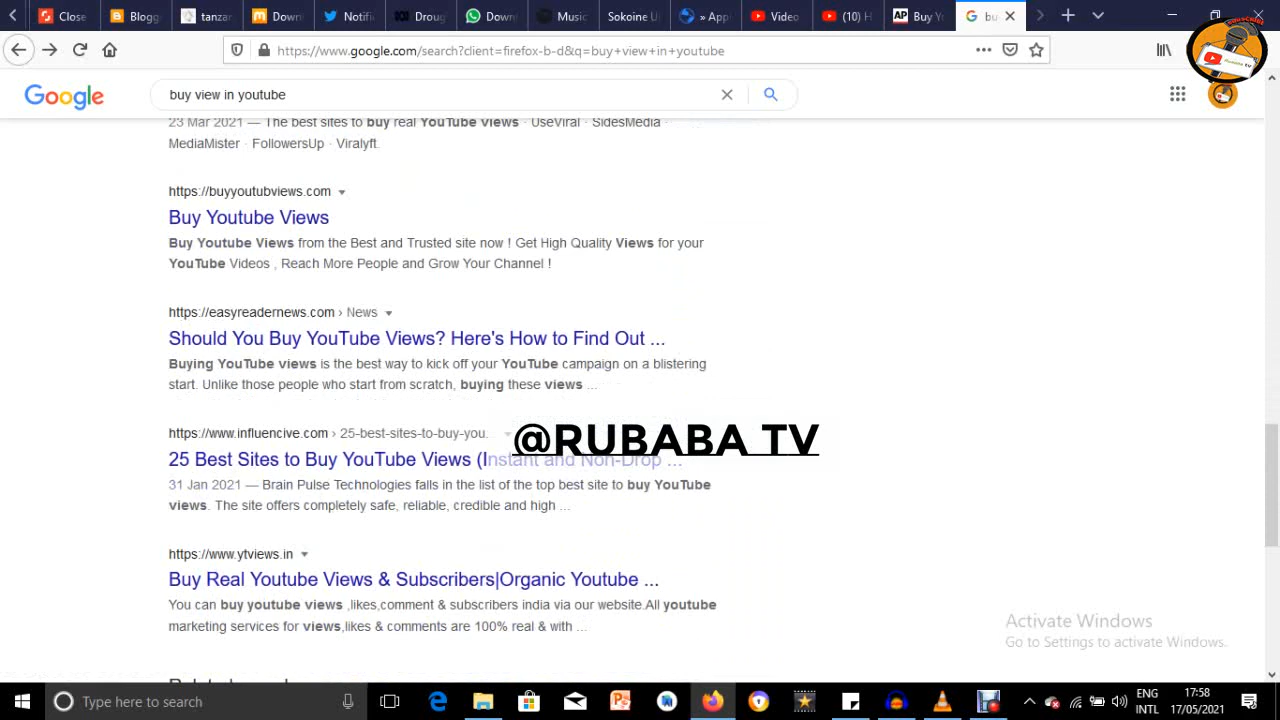 Close
Blogg
tanzar
Down
Notific
Droug
Downl
Music
Sokoine U
» Appl
Video
(10) H
AP
Buy Yo
bu
https://www.google.com/search?client=firefox-b-d&q=buy+view+in+youtube
Rubaba TV
Google
buy view in youtube
23 Mar 2021 — The best sites to buy real YouTube views · UseViral · SidesMedia ·
MediaMister · FollowersUp · Viralyft.
https://buyyoutubviews.com
Buy Youtube Views
Buy Youtube Views from the Best and Trusted site now ! Get High Quality Views for your
YouTube Videos , Reach More People and Grow Your Channel !
https://easyreadernews.com › News
Should You Buy YouTube Views? Here's How to Find Out ...
Buying YouTube views is the best way to kick off your YouTube campaign on a blistering
start. Unlike those people who start from scratch, buying these views ...
https://www.influencive.com › 25-best-sites-to-buy-you.
@RUBABA TV
25 Best Sites to Buy YouTube Views (Instant and Non-Drop ...
31 Jan 2021 — Brain Pulse Technologies falls in the list of the top best site to buy YouTube
views. The site offers completely safe, reliable, credible and high ...
https://www.ytviews.in
Buy Real Youtube Views & Subscribers|Organic Youtube ...
You can buy youtube views ,likes,comment & subscribers india via our website.All youtube
marketing services for views,likes & comments are 100% real & with ...
Activate Windows
Go to Settings to activate Windows.
Type here to search
ENG
INTL
17:58
17/05/2021